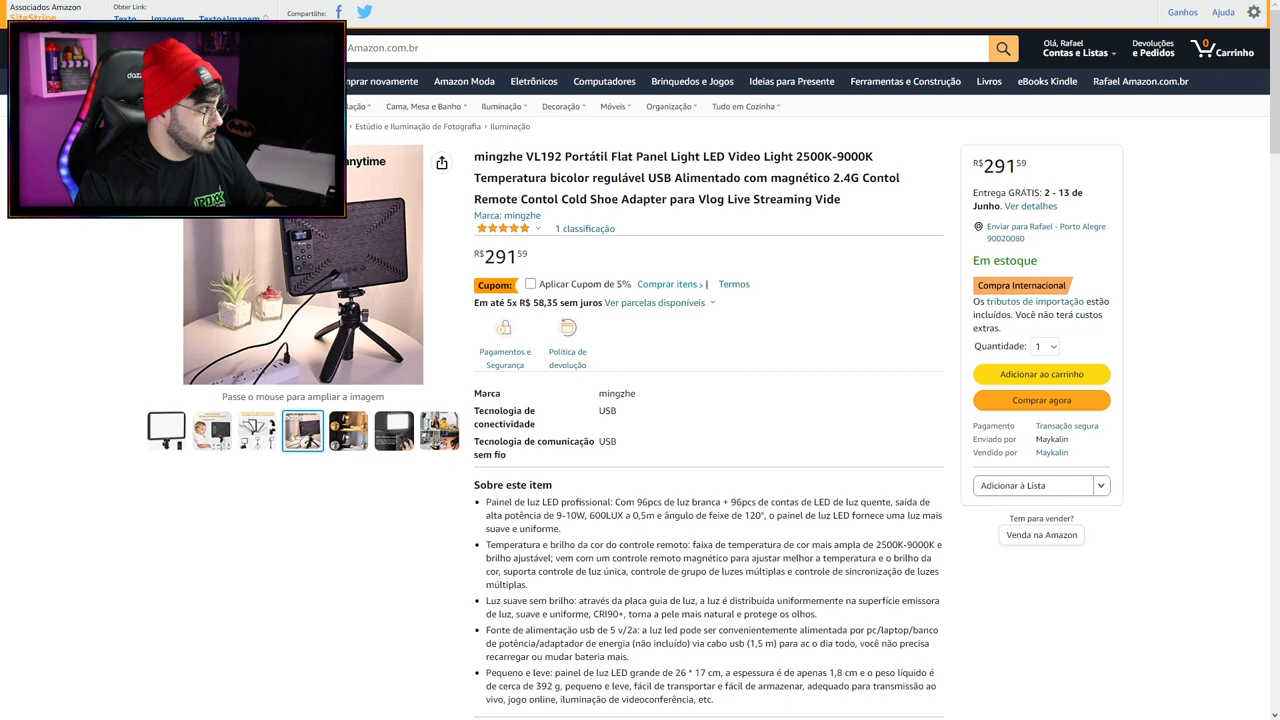 Associados Amazon
SiteStripe
Obter Link:
Texto Imagem Texto+Imagem
Compartilhe:
Ganhos Ajuda
Amazon.com.br
Olá, Rafael
Contas e Listas
Devoluções
e Pedidos
0
Carrinho
mprar novamente Amazon Moda Eletrônicos Computadores Brinquedos e Jogos Ideias para Presente Ferramentas e Construção Livros eBooks Kindle Rafael Amazon.com.br
lação Cama, Mesa e Banho Iluminação Decoração Móveis Organização Tudo em Cozinha
› Estúdio e Iluminação de Fotografia › Iluminação
anytime
Passe o mouse para ampliar a imagem
mingzhe VL192 Portátil Flat Panel Light LED Video Light 2500K-9000K
Temperatura bicolor regulável USB Alimentado com magnético 2.4G Contol
Remote Contol Cold Shoe Adapter para Vlog Live Streaming Vide
Marca: mingzhe
1 classificação
R$ 291 59
Cupom: Aplicar Cupom de 5% Comprar itens › | Termos
Em até 5x R$ 58,35 sem juros Ver parcelas disponíveis
Pagamentos e
Segurança
Política de
devolução
Marca mingzhe
Tecnologia de
conectividade
USB
Tecnologia de comunicação
sem fio
USB
Sobre este item
• Painel de luz LED profissional: Com 96pcs de luz branca + 96pcs de contas de LED de luz quente, saída de
alta potência de 9-10W, 600LUX a 0,5m e ângulo de feixe de 120°, o painel de luz LED fornece uma luz mais
suave e uniforme.
• Temperatura e brilho da cor do controle remoto: faixa de temperatura de cor mais ampla de 2500K-9000K e
brilho ajustável; vem com um controle remoto magnético para ajustar melhor a temperatura e o brilho da
cor, suporta controle de luz única, controle de grupo de luzes múltiplas e controle de sincronização de luzes
múltiplas.
• Luz suave sem brilho: através da placa guia de luz, a luz é distribuída uniformemente na superfície emissora
de luz, suave e uniforme, CRI90+, torna a pele mais natural e protege os olhos.
• Fonte de alimentação usb de 5 v/2a: a luz led pode ser convenientemente alimentada por pc/laptop/banco
de potência/adaptador de energia (não incluído) via cabo usb (1,5 m) para ac o dia todo, você não precisa
recarregar ou mudar bateria mais.
• Pequeno e leve: painel de luz LED grande de 26 * 17 cm, a espessura é de apenas 1,8 cm e o peso líquido é
de cerca de 392 g, pequeno e leve, fácil de transportar e fácil de armazenar, adequado para transmissão ao
vivo, jogo online, iluminação de videoconferência, etc.
R$ 291 59
Entrega GRÁTIS: 2 - 13 de
Junho. Ver detalhes
Enviar para Rafael - Porto Alegre
90020080
Em estoque
Compra Internacional
Os tributos de importação estão
incluídos. Você não terá custos
extras.
Quantidade: 1
Adicionar ao carrinho
Comprar agora
Pagamento Transação segura
Enviado por Maykalin
Vendido por Maykalin
Adicionar à Lista
Tem para vender?
Venda na Amazon